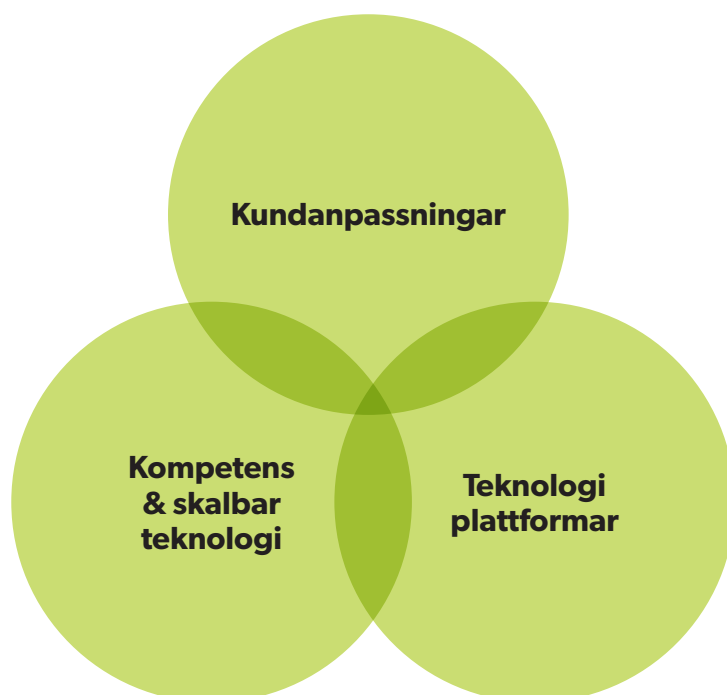 Kundanpassningar
Kompetens
& skalbar
teknologi
Teknologi
plattformar